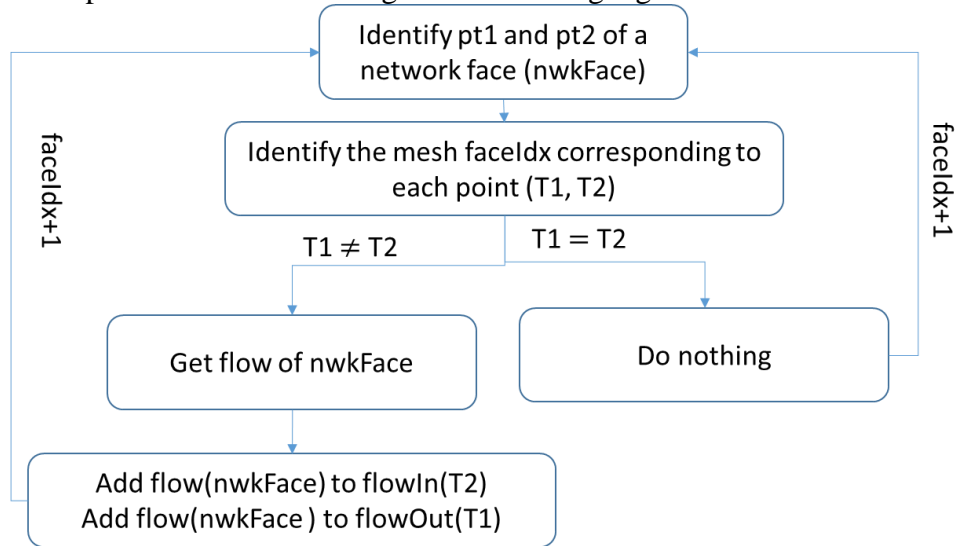 Identify pt1 and pt2 of a
network face (nwkFace)
Identify the mesh faceIdx corresponding to
each point (T1, T2)
T1 ≠ T2
T1 = T2
Get flow of nwkFace
Do nothing
Add flow(nwkFace) to flowIn(T2)
Add flow(nwkFace ) to flowOut(T1)
faceIdx+1
faceIdx+1